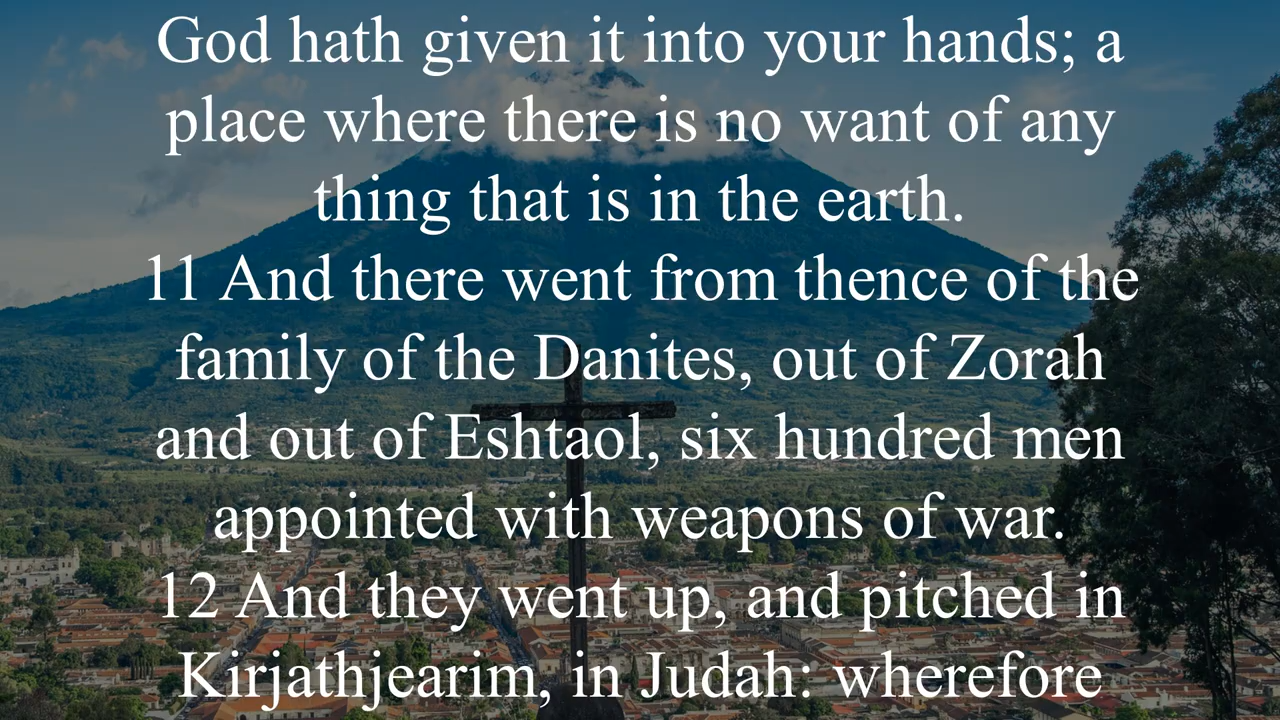 God hath given it into your hands; a
place where there is no want of any
thing that is in the earth.
11 And there went from thence of the
family of the Danites, out of Zorah
and out of Eshtaol, six hundred men
appointed with weapons of war.
12 And they went up, and pitched in
Kirjathjearim, in Judah: wherefore